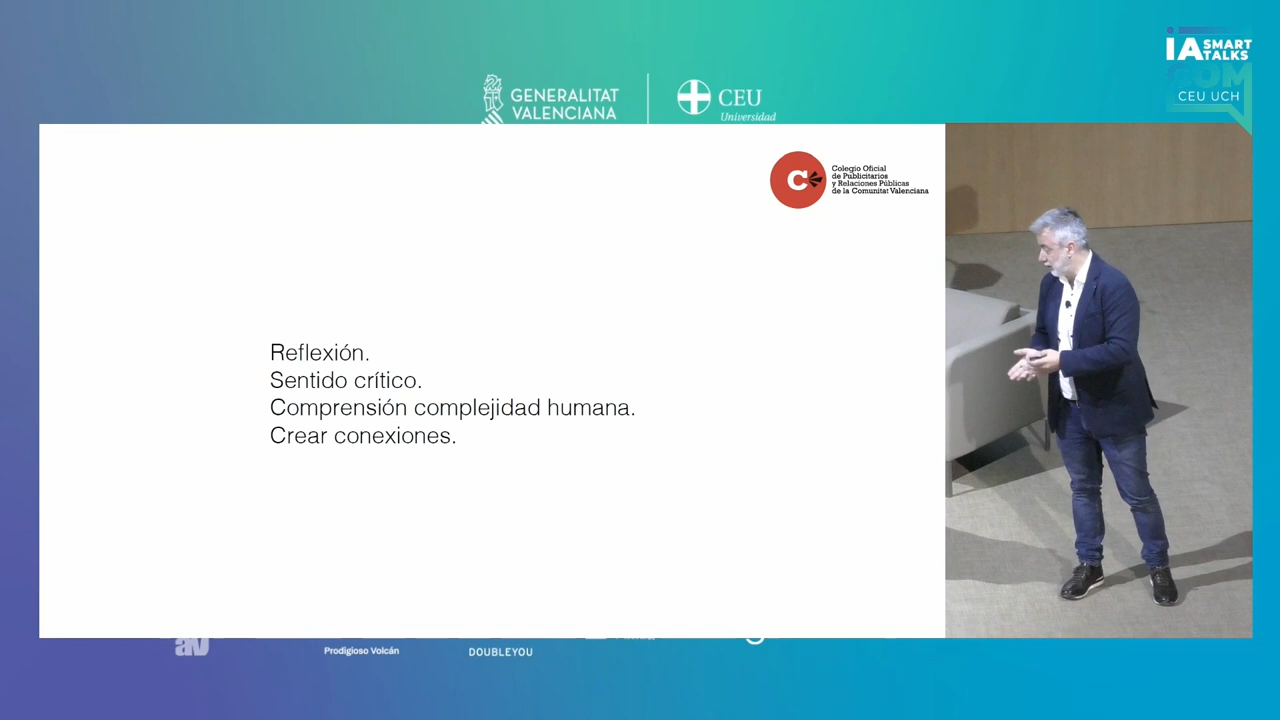 IA SMART
TALKS
COM
CEU UCH
GENERALITAT
VALENCIANA
CEU
Universidad
Colegio Oficial
de Publicitarios
y Relaciones Públicas
de la Comunitat Valenciana
Reflexión.
Sentido crítico.
Comprensión complejidad humana.
Crear conexiones.
Prodigioso Volcán
DOUBLEYOU